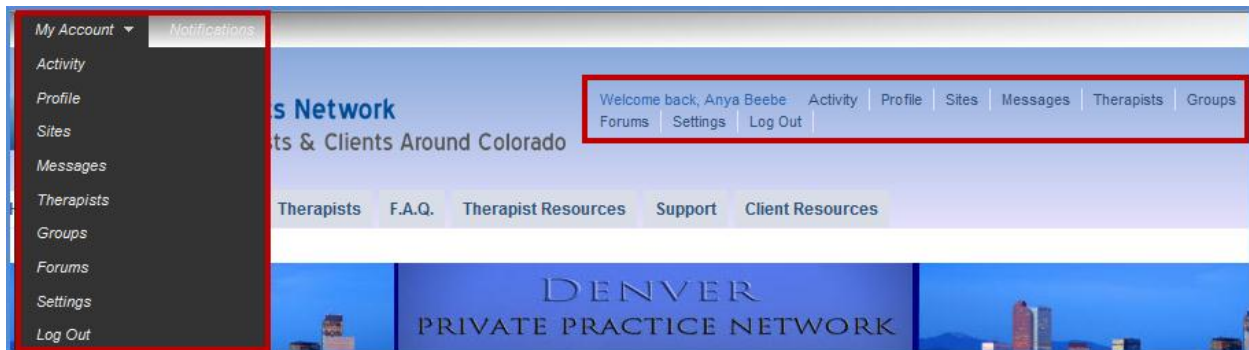 My Account Notifications
Activity
Profile
Sites
Messages
Therapists
Groups
Forums
Settings
Log Out
s Network
ts & Clients Around Colorado
Welcome back, Anya Beebe Activity Profile Sites Messages Therapists Groups
Forums Settings Log Out
Therapists F.A.Q. Therapist Resources Support Client Resources
DENVER
PRIVATE PRACTICE NETWORK